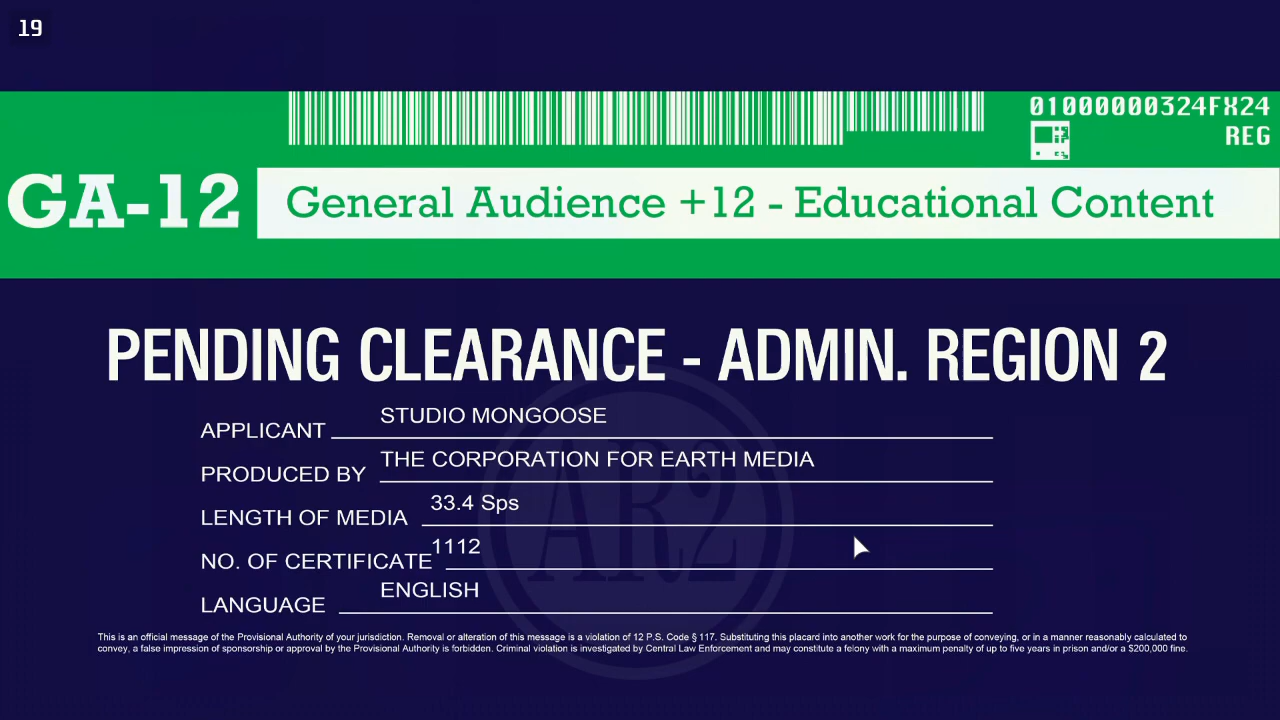 19
01000000324FX24
REG
GA-12
General Audience +12 - Educational Content
PENDING CLEARANCE - ADMIN. REGION 2
APPLICANT STUDIO MONGOOSE
PRODUCED BY THE CORPORATION FOR EARTH MEDIA
LENGTH OF MEDIA 33.4 Sps
NO. OF CERTIFICATE 1112
LANGUAGE ENGLISH
AR2
This is an official message of the Provisional Authority of your jurisdiction. Removal or alteration of this message is a violation of 12 P.S. Code § 117. Substituting this placard into another work for the purpose of conveying, or in a manner reasonably calculated to
convey, a false impression of sponsorship or approval by the Provisional Authority is forbidden. Criminal violation is investigated by Central Law Enforcement and may constitute a felony with a maximum penalty of up to five years in prison and/or a $200,000 fine.